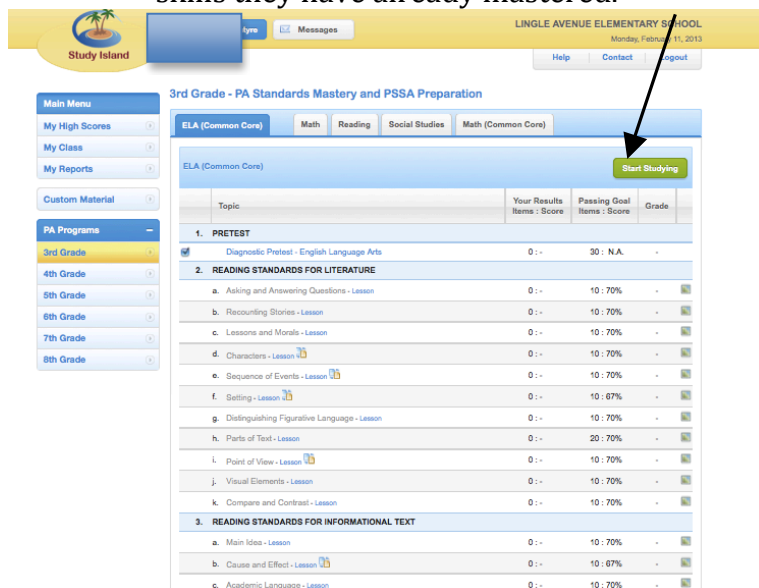 skills they have already mastered.
Study Island
Messages
LINGLE AVENUE ELEMENTARY SCHOOL
Monday, February 11, 2013
Help Contact Logout
3rd Grade - PA Standards Mastery and PSSA Preparation
Main Menu
My High Scores
My Class
My Reports
Custom Material
PA Programs –
3rd Grade
4th Grade
5th Grade
6th Grade
7th Grade
8th Grade
ELA (Common Core) Math Reading Social Studies Math (Common Core)
ELA (Common Core) Start Studying
Topic Your Results Items : Score Passing Goal Items : Score Grade
1. PRETEST
Diagnostic Pretest - English Language Arts 0 : - 30 : N.A. -
2. READING STANDARDS FOR LITERATURE
a. Asking and Answering Questions - Lesson 0 : - 10 : 70% -
b. Recounting Stories - Lesson 0 : - 10 : 70% -
c. Lessons and Morals - Lesson 0 : - 10 : 70% -
d. Characters - Lesson 0 : - 10 : 70% -
e. Sequence of Events - Lesson 0 : - 10 : 70% -
f. Setting - Lesson 0 : - 10 : 67% -
g. Distinguishing Figurative Language - Lesson 0 : - 10 : 70% -
h. Parts of Text - Lesson 0 : - 20 : 70% -
i. Point of View - Lesson 0 : - 10 : 70% -
j. Visual Elements - Lesson 0 : - 10 : 70% -
k. Compare and Contrast - Lesson 0 : - 10 : 70% -
3. READING STANDARDS FOR INFORMATIONAL TEXT
a. Main Idea - Lesson 0 : - 10 : 70% -
b. Cause and Effect - Lesson 0 : - 10 : 67% -
c. Academic Language - Lesson 0 : - 10 : 70% -